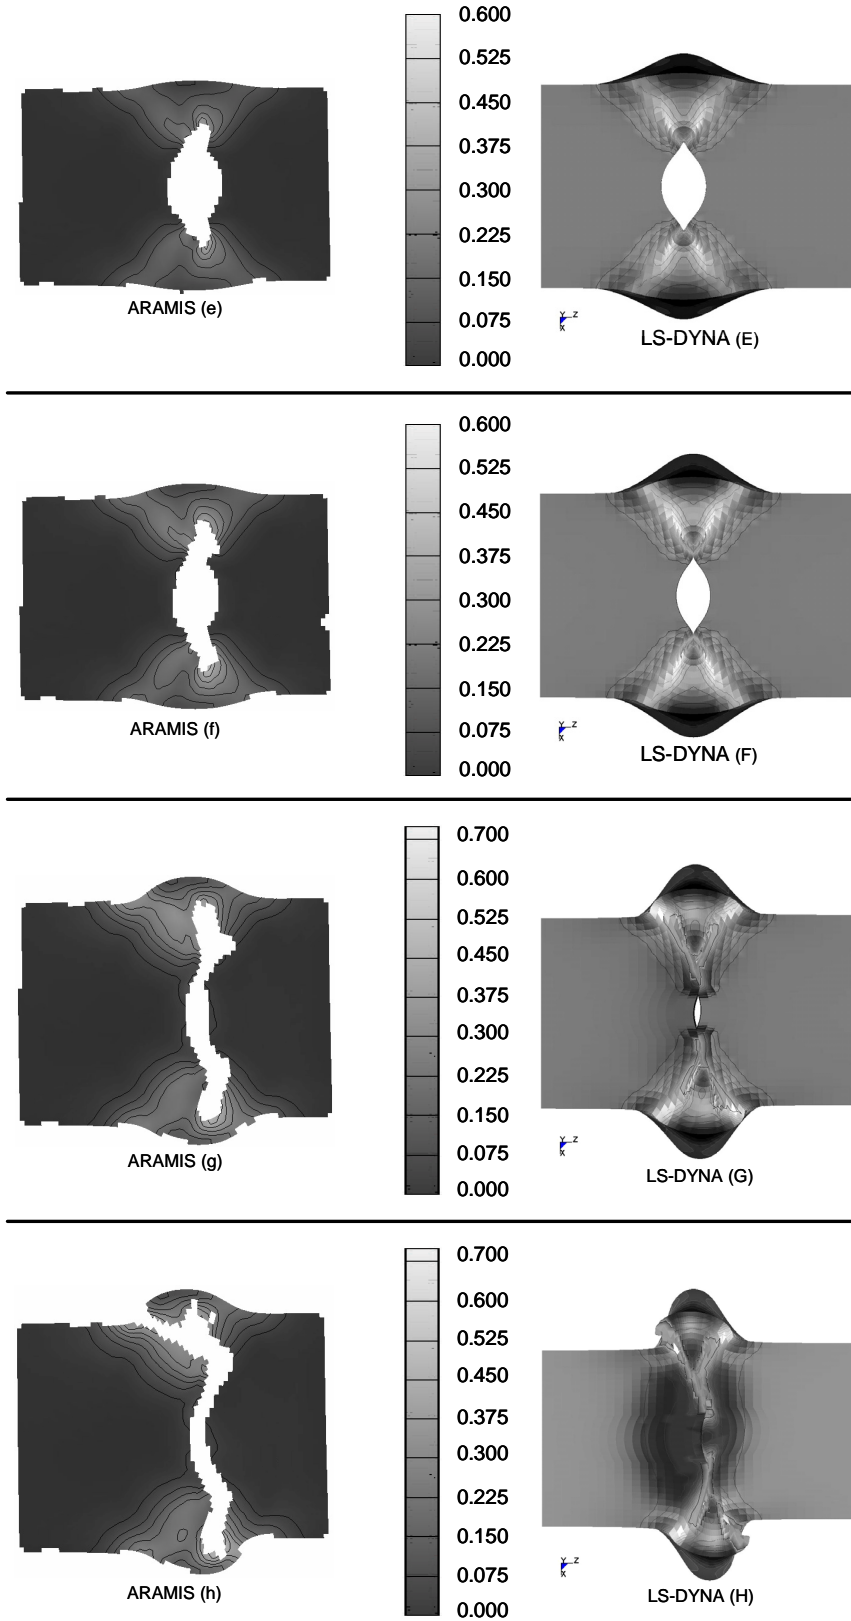 0.600
0.525
0.450
0.375
0.300
0.225
0.150
0.075
0.000
ARAMIS (e)
Y Z
X
LS-DYNA (E)
0.600
0.525
0.450
0.375
0.300
0.225
0.150
0.075
0.000
ARAMIS (f)
Y Z
X
LS-DYNA (F)
0.700
0.600
0.525
0.450
0.375
0.300
0.225
0.150
0.075
0.000
ARAMIS (g)
Y Z
X
LS-DYNA (G)
0.700
0.600
0.525
0.450
0.375
0.300
0.225
0.150
0.075
0.000
ARAMIS (h)
Y Z
X
LS-DYNA (H)